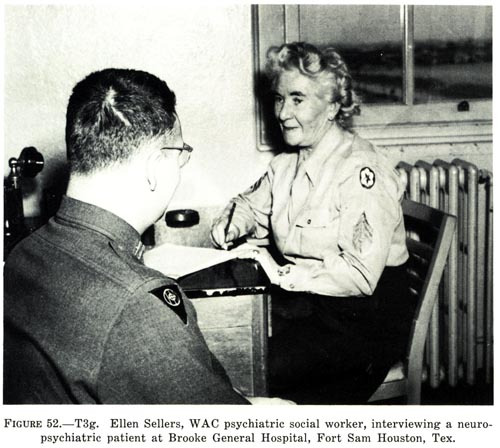 FIGURE 52.—T3g. Ellen Sellers, WAC psychiatric social worker, interviewing a neuro-
psychiatric patient at Brooke General Hospital, Fort Sam Houston, Tex.